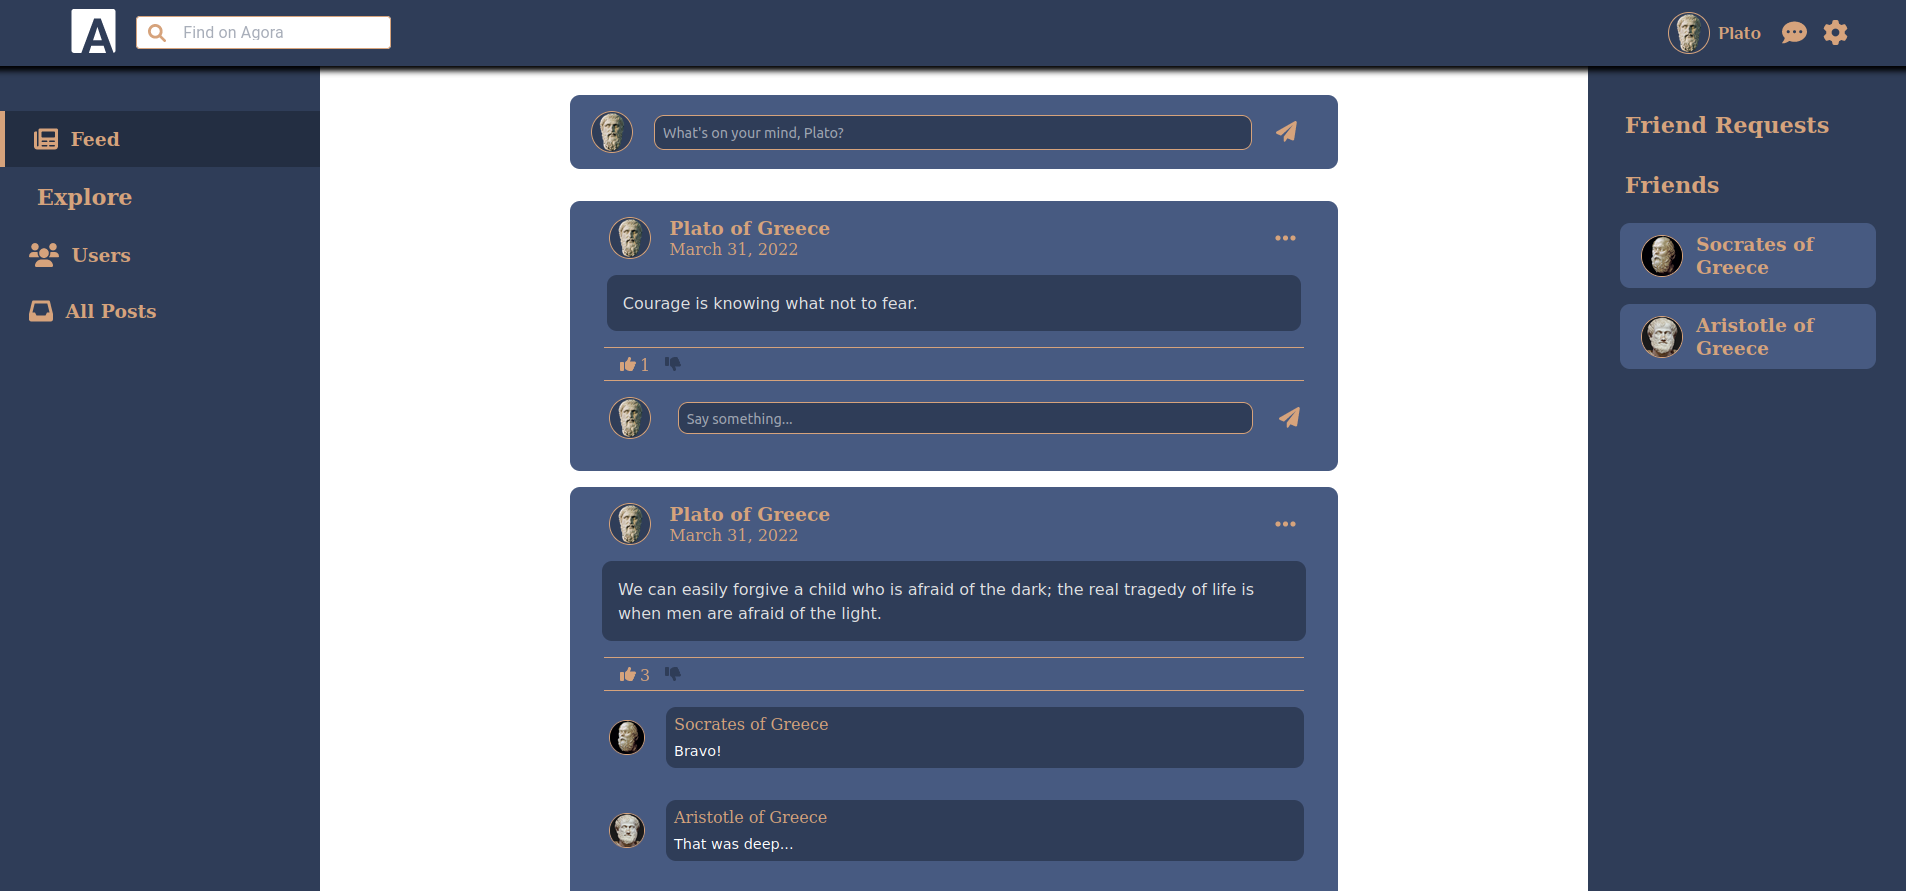 A
Find on Agora
Plato
Feed
Explore
Users
All Posts
What's on your mind, Plato?
Plato of Greece
March 31, 2022
Courage is knowing what not to fear.
1
Say something...
Plato of Greece
March 31, 2022
We can easily forgive a child who is afraid of the dark; the real tragedy of life is
when men are afraid of the light.
3
Socrates of Greece
Bravo!
Aristotle of Greece
That was deep...
Friend Requests
Friends
Socrates of
Greece
Aristotle of
Greece